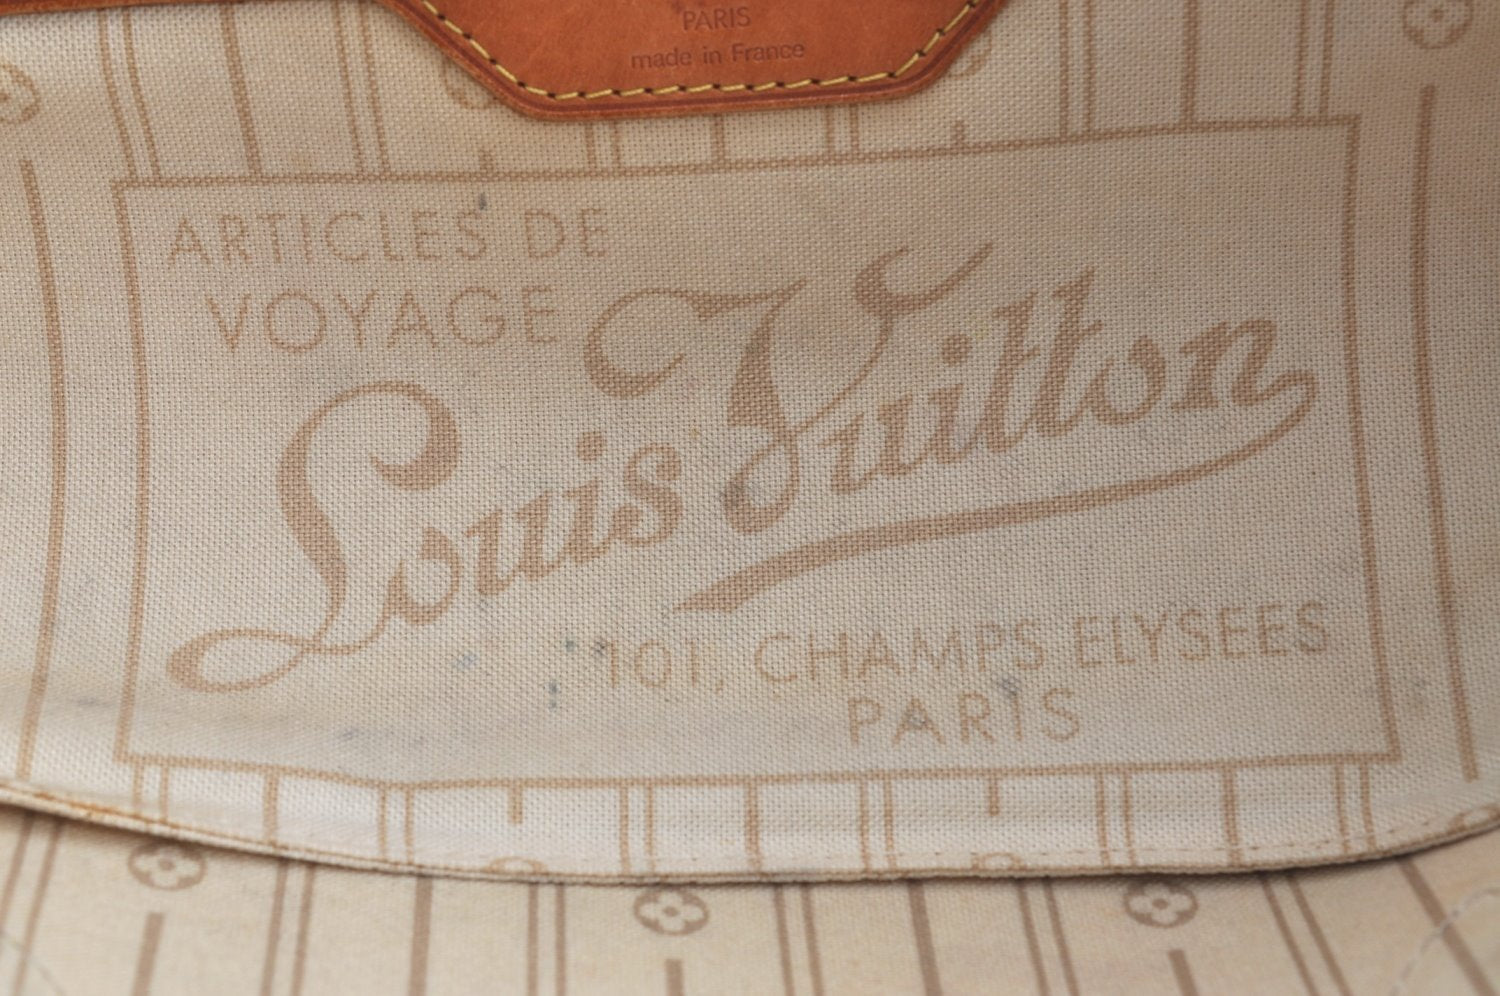 PARIS
made in France
ARTICLES DE
VOYAGE
Louis Vuitton
101, CHAMPS ELYSEES
PARIS